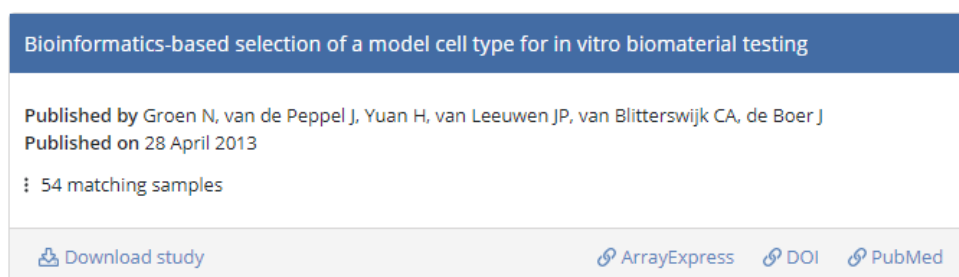 Bioinformatics-based selection of a model cell type for in vitro biomaterial testing
Published by Groen N, van de Peppel J, Yuan H, van Leeuwen JP, van Blitterswijk CA, de Boer J
Published on 28 April 2013
54 matching samples
Download study ArrayExpress DOI PubMed